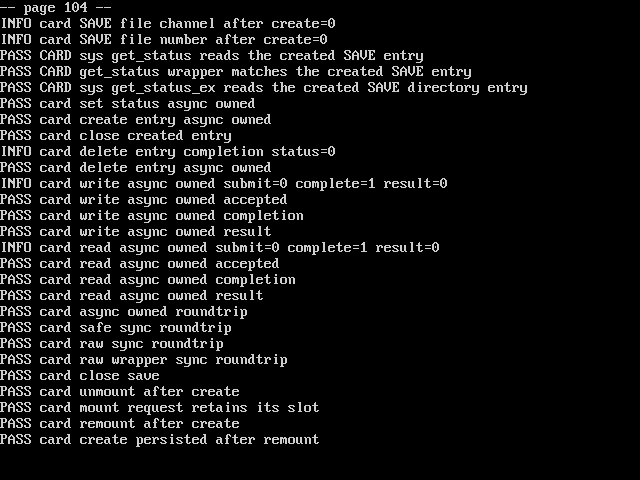 -- page 104 --
INFO card SAVE file channel after create=0
INFO card SAVE file number after create=0
PASS CARD sys get_status reads the created SAVE entry
PASS CARD get_status wrapper matches the created SAVE entry
PASS CARD sys get_status_ex reads the created SAVE directory entry
PASS card set status async owned
PASS card create entry async owned
PASS card close created entry
INFO card delete entry completion status=0
PASS card delete entry async owned
INFO card write async owned submit=0 complete=1 result=0
PASS card write async owned accepted
PASS card write async owned completion
PASS card write async owned result
INFO card read async owned submit=0 complete=1 result=0
PASS card read async owned accepted
PASS card read async owned completion
PASS card read async owned result
PASS card async owned roundtrip
PASS card safe sync roundtrip
PASS card raw sync roundtrip
PASS card raw wrapper sync roundtrip
PASS card close save
PASS card unmount after create
PASS card mount request retains its slot
PASS card remount after create
PASS card create persisted after remount